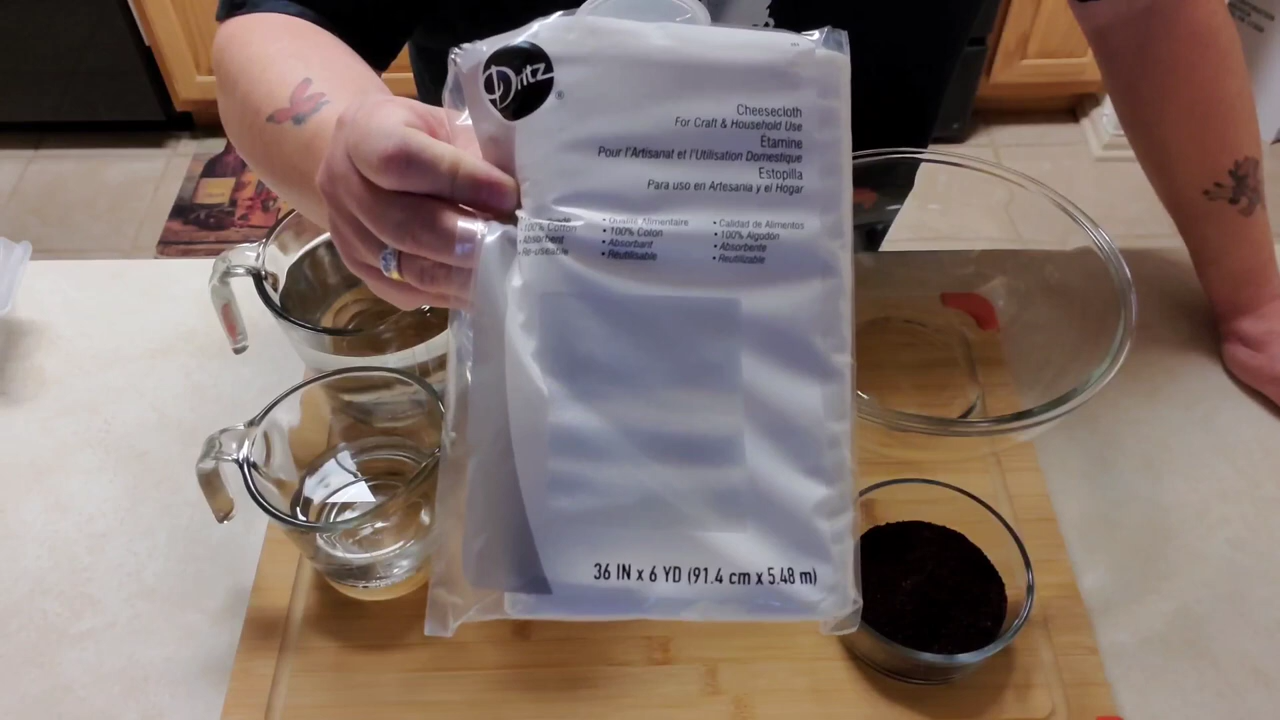 Dritz
®
Cheesecloth
For Craft & Household Use
Étamine
Pour l'Artisanat et l'Utilisation Domestique
Estopilla
Para uso en Artesania y el Hogar
• 100% Cotton
• Absorbent
• Re-useable
• Qualité Alimentaire
• 100% Coton
• Absorbant
• Réutilisable
• Calidad de Alimentos
• 100% Algodón
• Absorbente
• Reutilizable
36 IN x 6 YD (91.4 cm x 5.48 m)